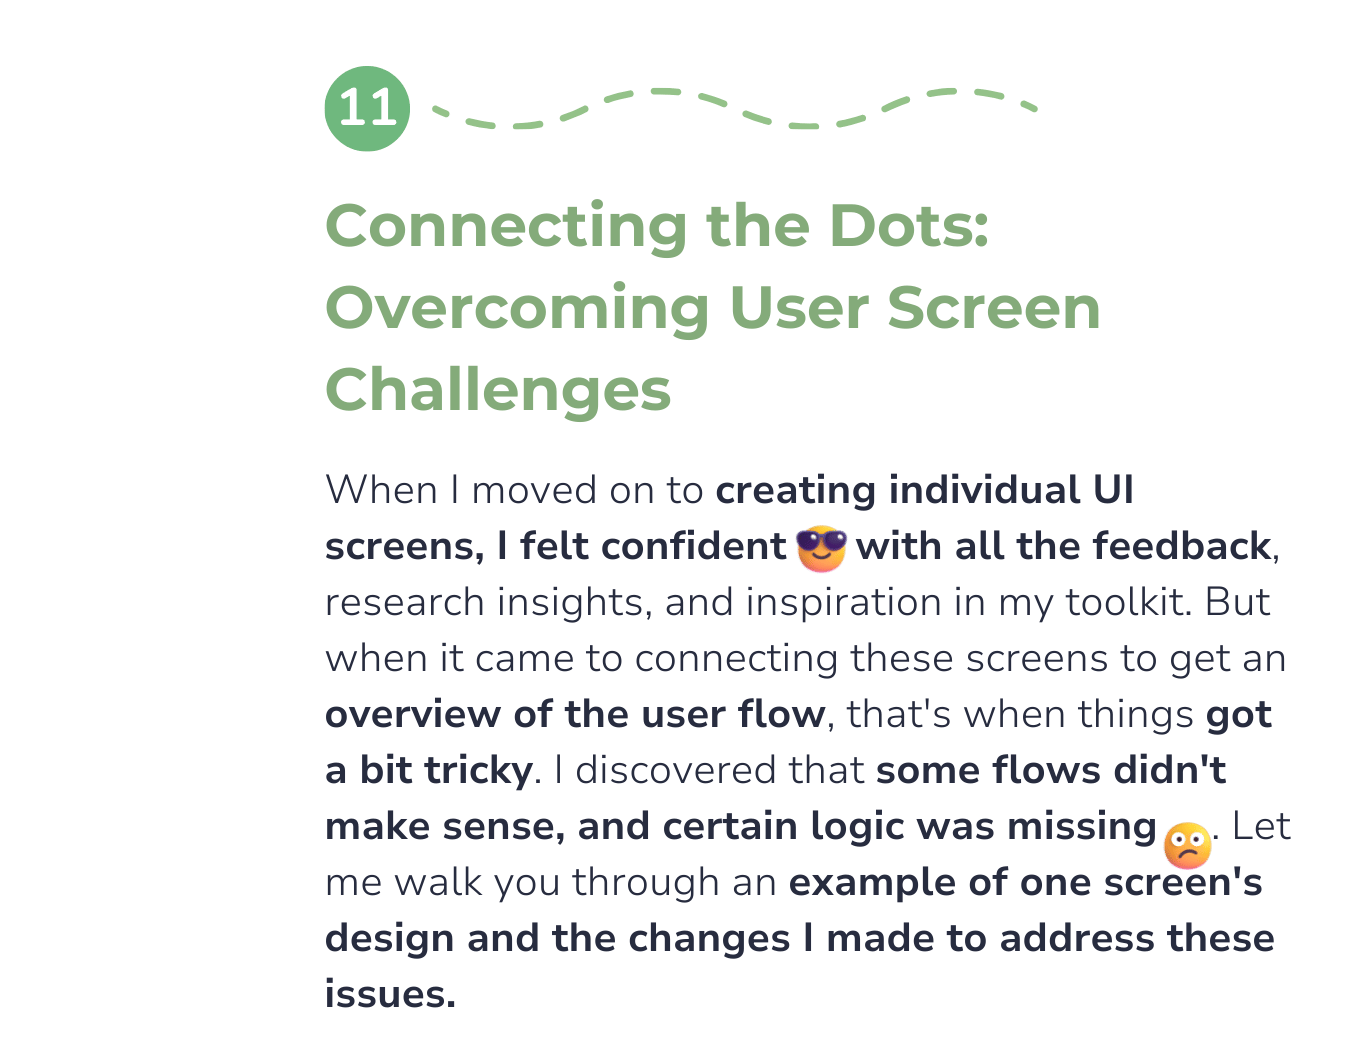 11
Connecting the Dots:
Overcoming User Screen
Challenges
When I moved on to creating individual UI
screens, I felt confident 😎 with all the feedback,
research insights, and inspiration in my toolkit. But
when it came to connecting these screens to get an
overview of the user flow, that's when things got
a bit tricky. I discovered that some flows didn't
make sense, and certain logic was missing 🫤. Let
me walk you through an example of one screen's
design and the changes I made to address these
issues.